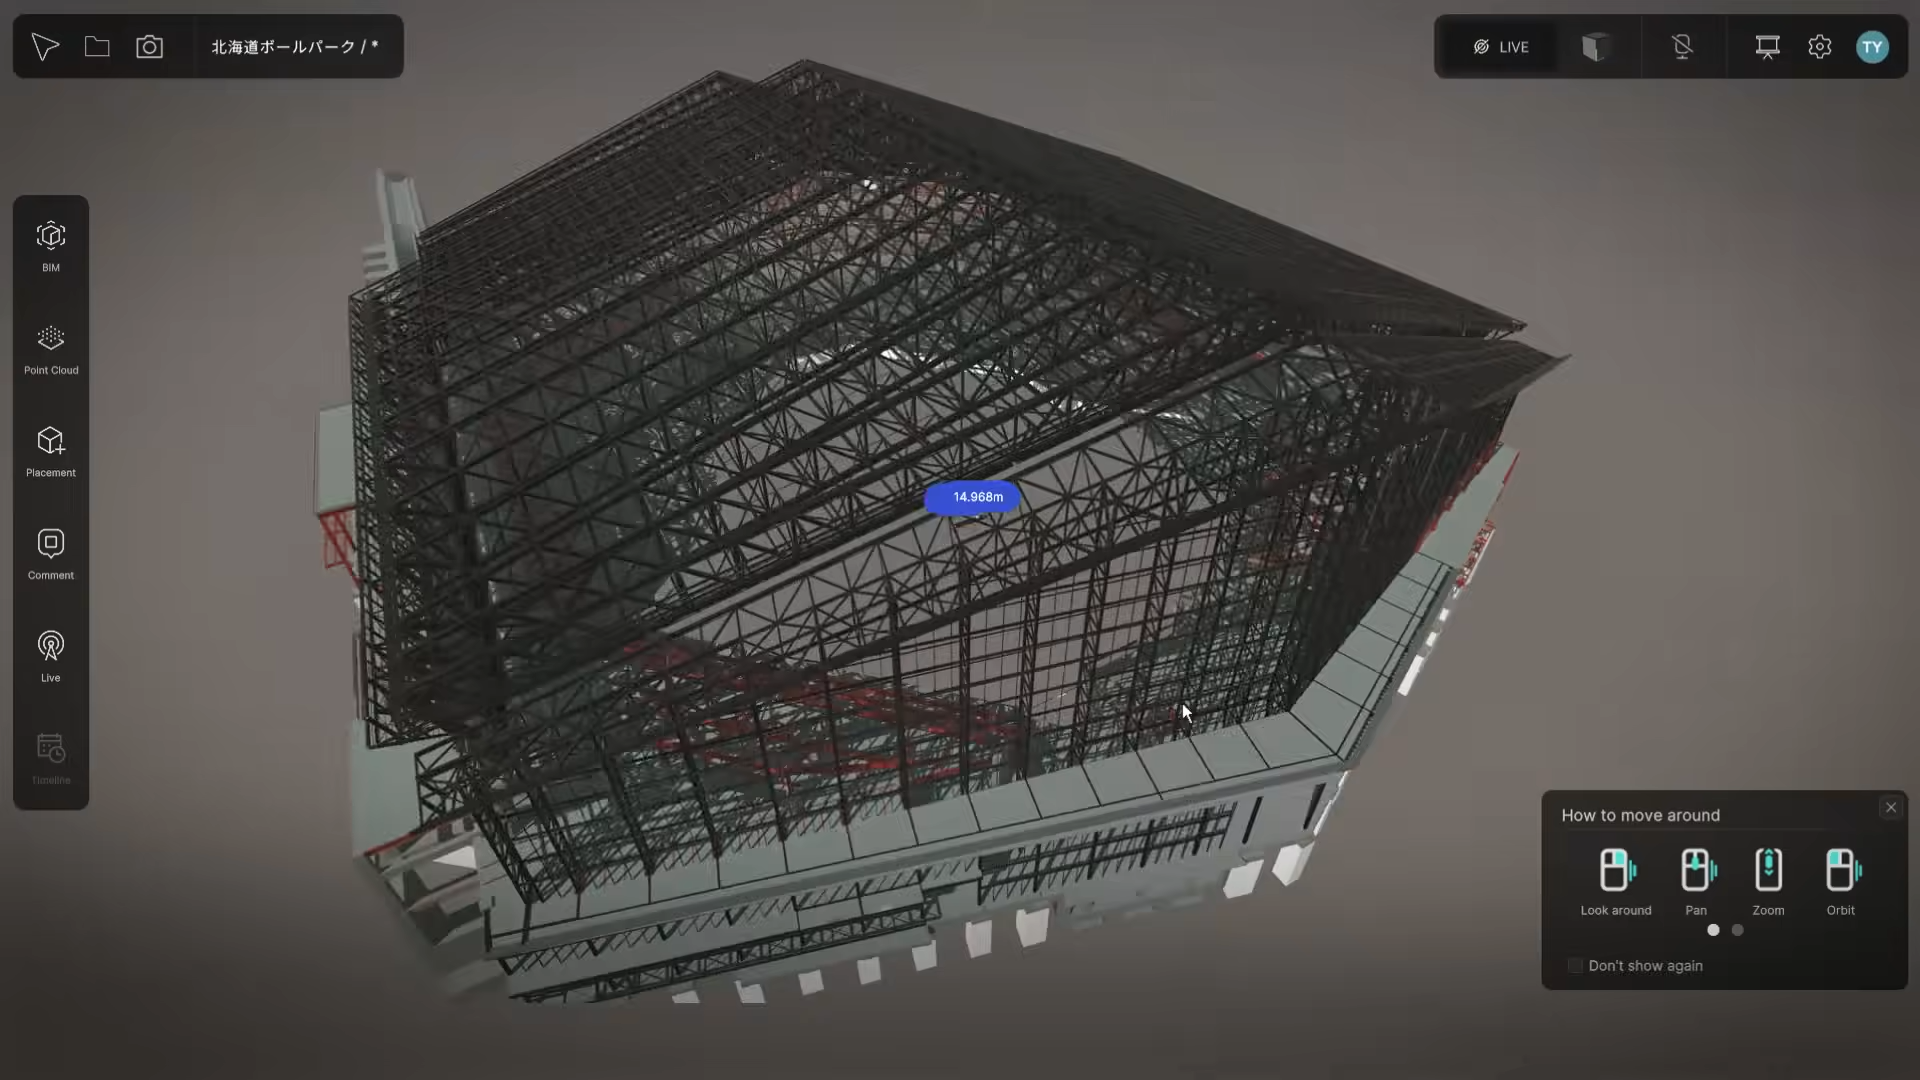 北海道ボールパーク / *
LIVE
TY
BIM
Point Cloud
Placement
Comment
Live
Timeline
14.968m
How to move around
Look around
Pan
Zoom
Orbit
Don't show again